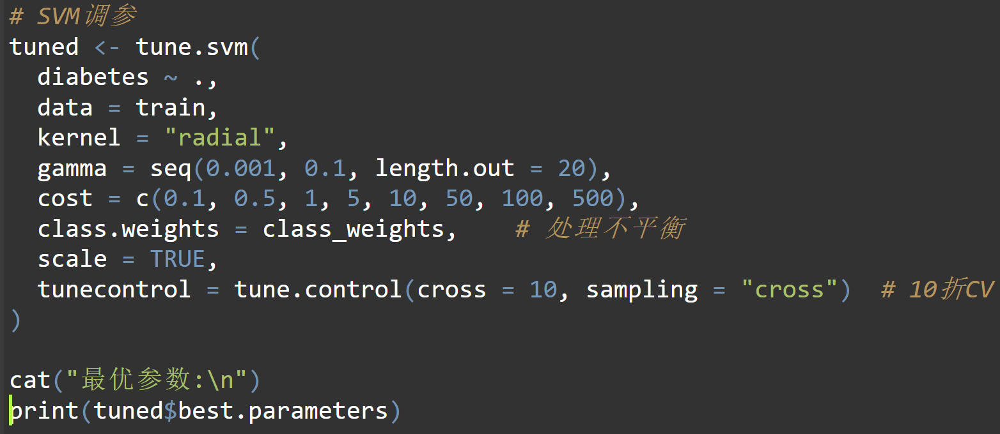 # SVM调参
tuned <- tune.svm(
  diabetes ~ .,
  data = train,
  kernel = "radial",
  gamma = seq(0.001, 0.1, length.out = 20),
  cost = c(0.1, 0.5, 1, 5, 10, 50, 100, 500),
  class.weights = class_weights,    # 处理不平衡
  scale = TRUE,
  tunecontrol = tune.control(cross = 10, sampling = "cross")  # 10折CV
)
cat("最优参数:\n")
print(tuned$best.parameters)